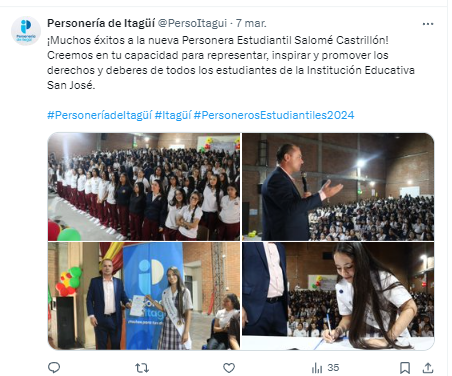 Personería de Itagüí @PersoItagui · 7 mar.
¡Muchos éxitos a la nueva Personera Estudiantil Salomé Castrillón!
Creemos en tu capacidad para representar, inspirar y promover los
derechos y deberes de todos los estudiantes de la Institución Educativa
San José.
#PersoneríadeItagüí #Itagüí #PersonerosEstudiantiles2024
35